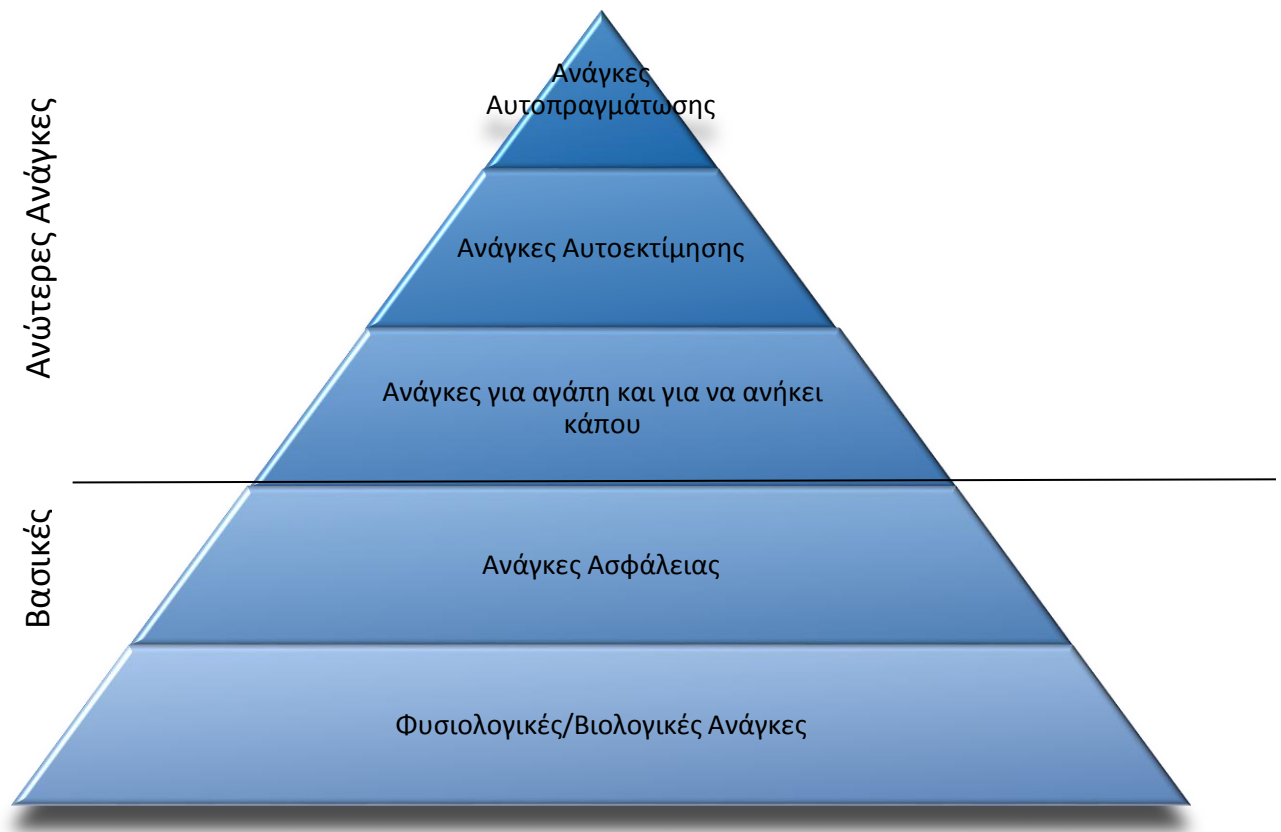 Ανώτερες Ανάγκες
Ανάγκες
Αυτοπραγμάτωσης
Ανάγκες Αυτοεκτίμησης
Ανάγκες για αγάπη και για να ανήκει
κάπου
Βασικές
Ανάγκες Ασφάλειας
Φυσιολογικές/Βιολογικές Ανάγκες